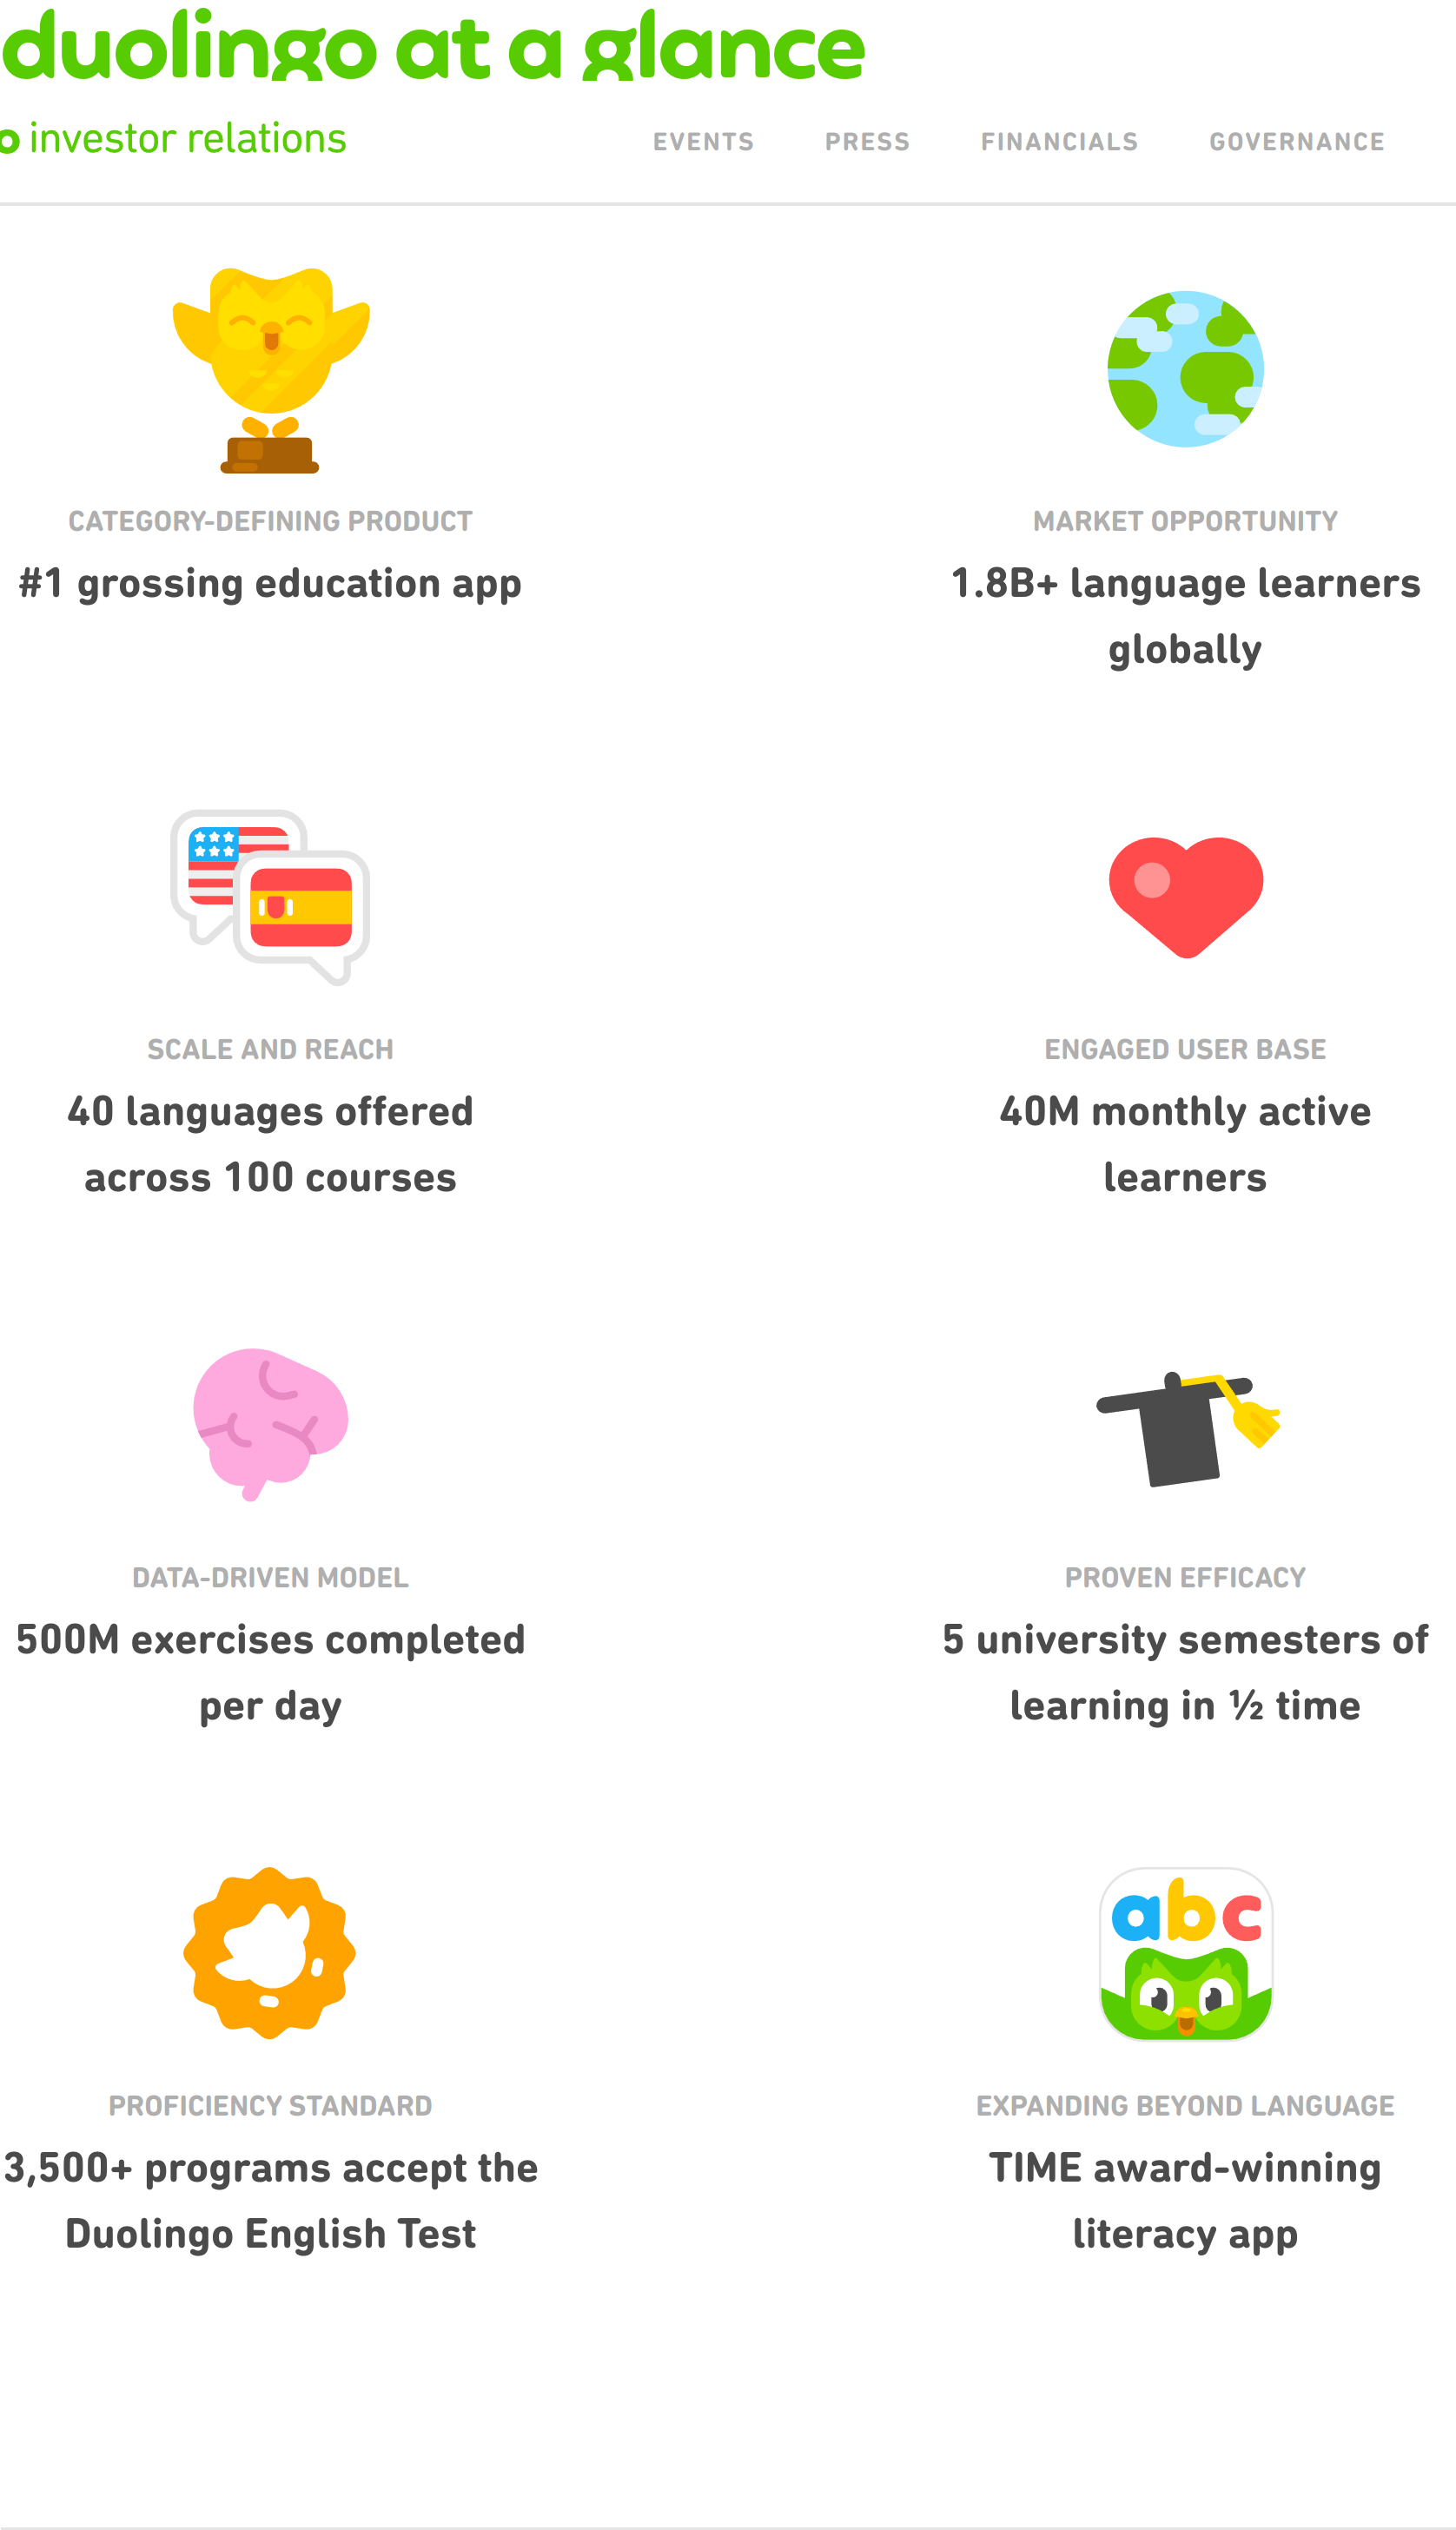 duolingo at a glance
investor relations
EVENTS PRESS FINANCIALS GOVERNANCE
CATEGORY-DEFINING PRODUCT
#1 grossing education app
MARKET OPPORTUNITY
1.8B+ language learners
globally
SCALE AND REACH
40 languages offered
across 100 courses
ENGAGED USER BASE
40M monthly active
learners
DATA-DRIVEN MODEL
500M exercises completed
per day
PROVEN EFFICACY
5 university semesters of
learning in ½ time
PROFICIENCY STANDARD
3,500+ programs accept the
Duolingo English Test
abc
EXPANDING BEYOND LANGUAGE
TIME award-winning
literacy app